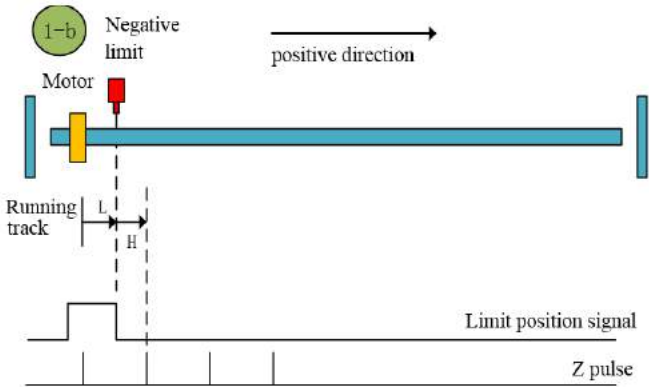 1-b
Negative
limit
positive direction
Motor
Running
track
L
H
Limit position signal
Z pulse